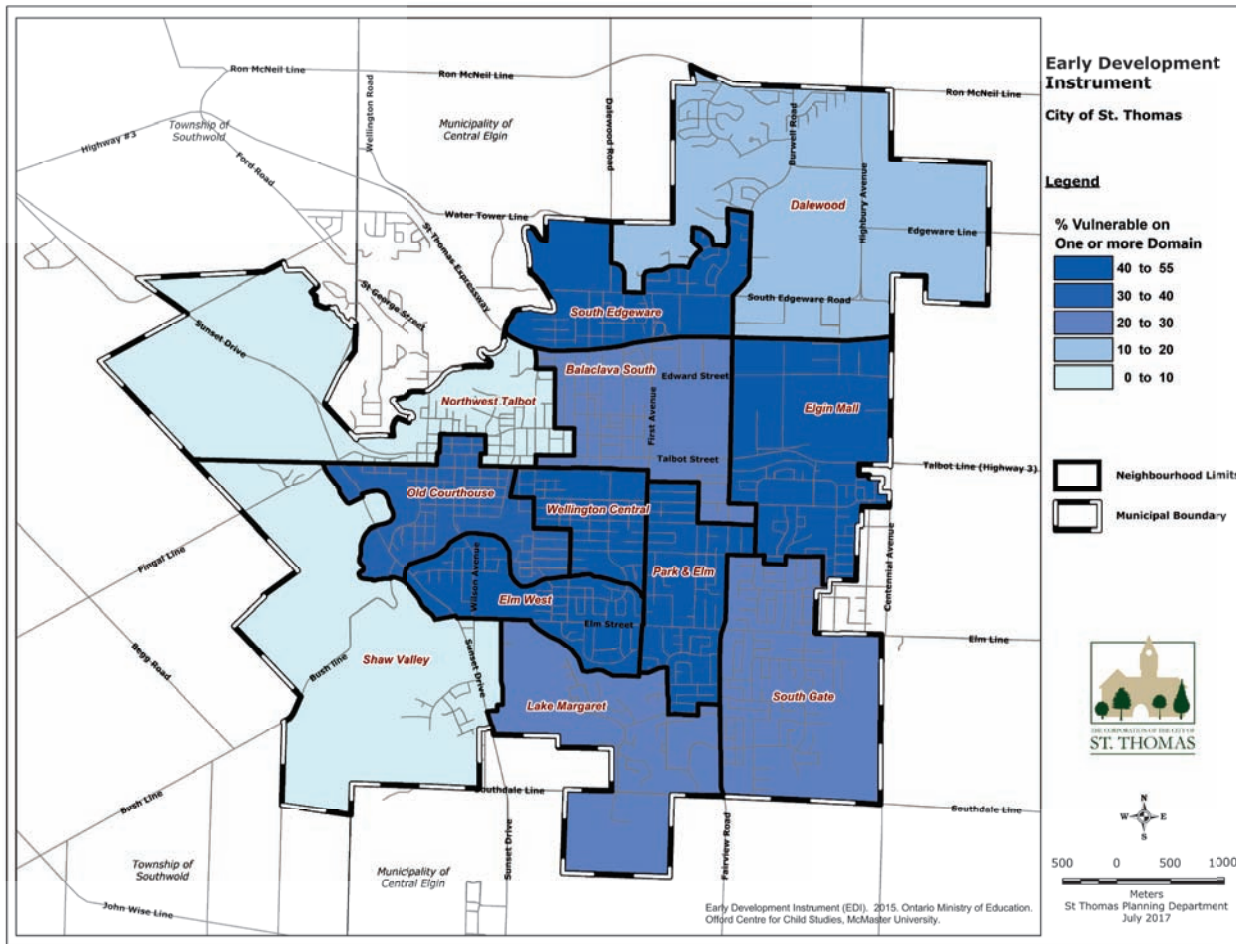 Early Development
Instrument
City of St. Thomas
Legend
% Vulnerable on
One or more Domain
40 to 55
30 to 40
20 to 30
10 to 20
0 to 10
Neighbourhood Limits
Municipal Boundary
THE CORPORATION OF THE CITY OF
ST. THOMAS
N
W E
S
500 0 500 1000
Meters
St Thomas Planning Department
July 2017
Ron McNeil Line
Ron McNeil Line
Ron McNeil Line
Highway #3
Township of
Southwold
Wellington Road
Municipality of
Central Elgin
Dalewood Road
Burwell Road
Ford Road
Highbury Avenue
Dalewood
Water Tower Line
St Thomas Expressway
Edgeware Line
St George Street
South Edgeware Road
South Edgeware
Sunset Drive
Balaclava South
Edward Street
Northwest Talbot
First Avenue
Elgin Mall
Talbot Street
Talbot Line (Highway 3)
Old Courthouse
Wellington Central
Fingal Line
Wilson Avenue
Park & Elm
Centennial Avenue
Elm West
Elm Street
Elm Line
Begg Road
Bush line
Shaw Valley
Sunset Drive
Lake Margaret
South Gate
Bush Line
Southdale Line
Southdale Line
Sunset Drive
Fairview Road
Township of
Southwold
Municipality of
Central Elgin
John Wise Line
Early Development Instrument (EDI). 2015. Ontario Ministry of Education.
Offord Centre for Child Studies, McMaster University.